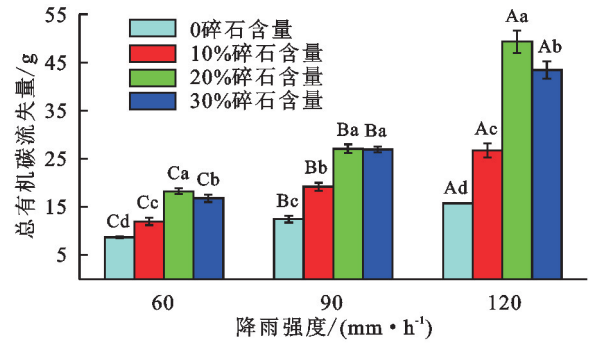 55
45
35
25
15
5
总有机碳流失量/g
0碎石含量
10%碎石含量
20%碎石含量
30%碎石含量
Cd Cc Ca Cb
Bc Bb Ba Ba
Ad Ac Aa Ab
60 90 120
降雨强度/(mm·h⁻¹)